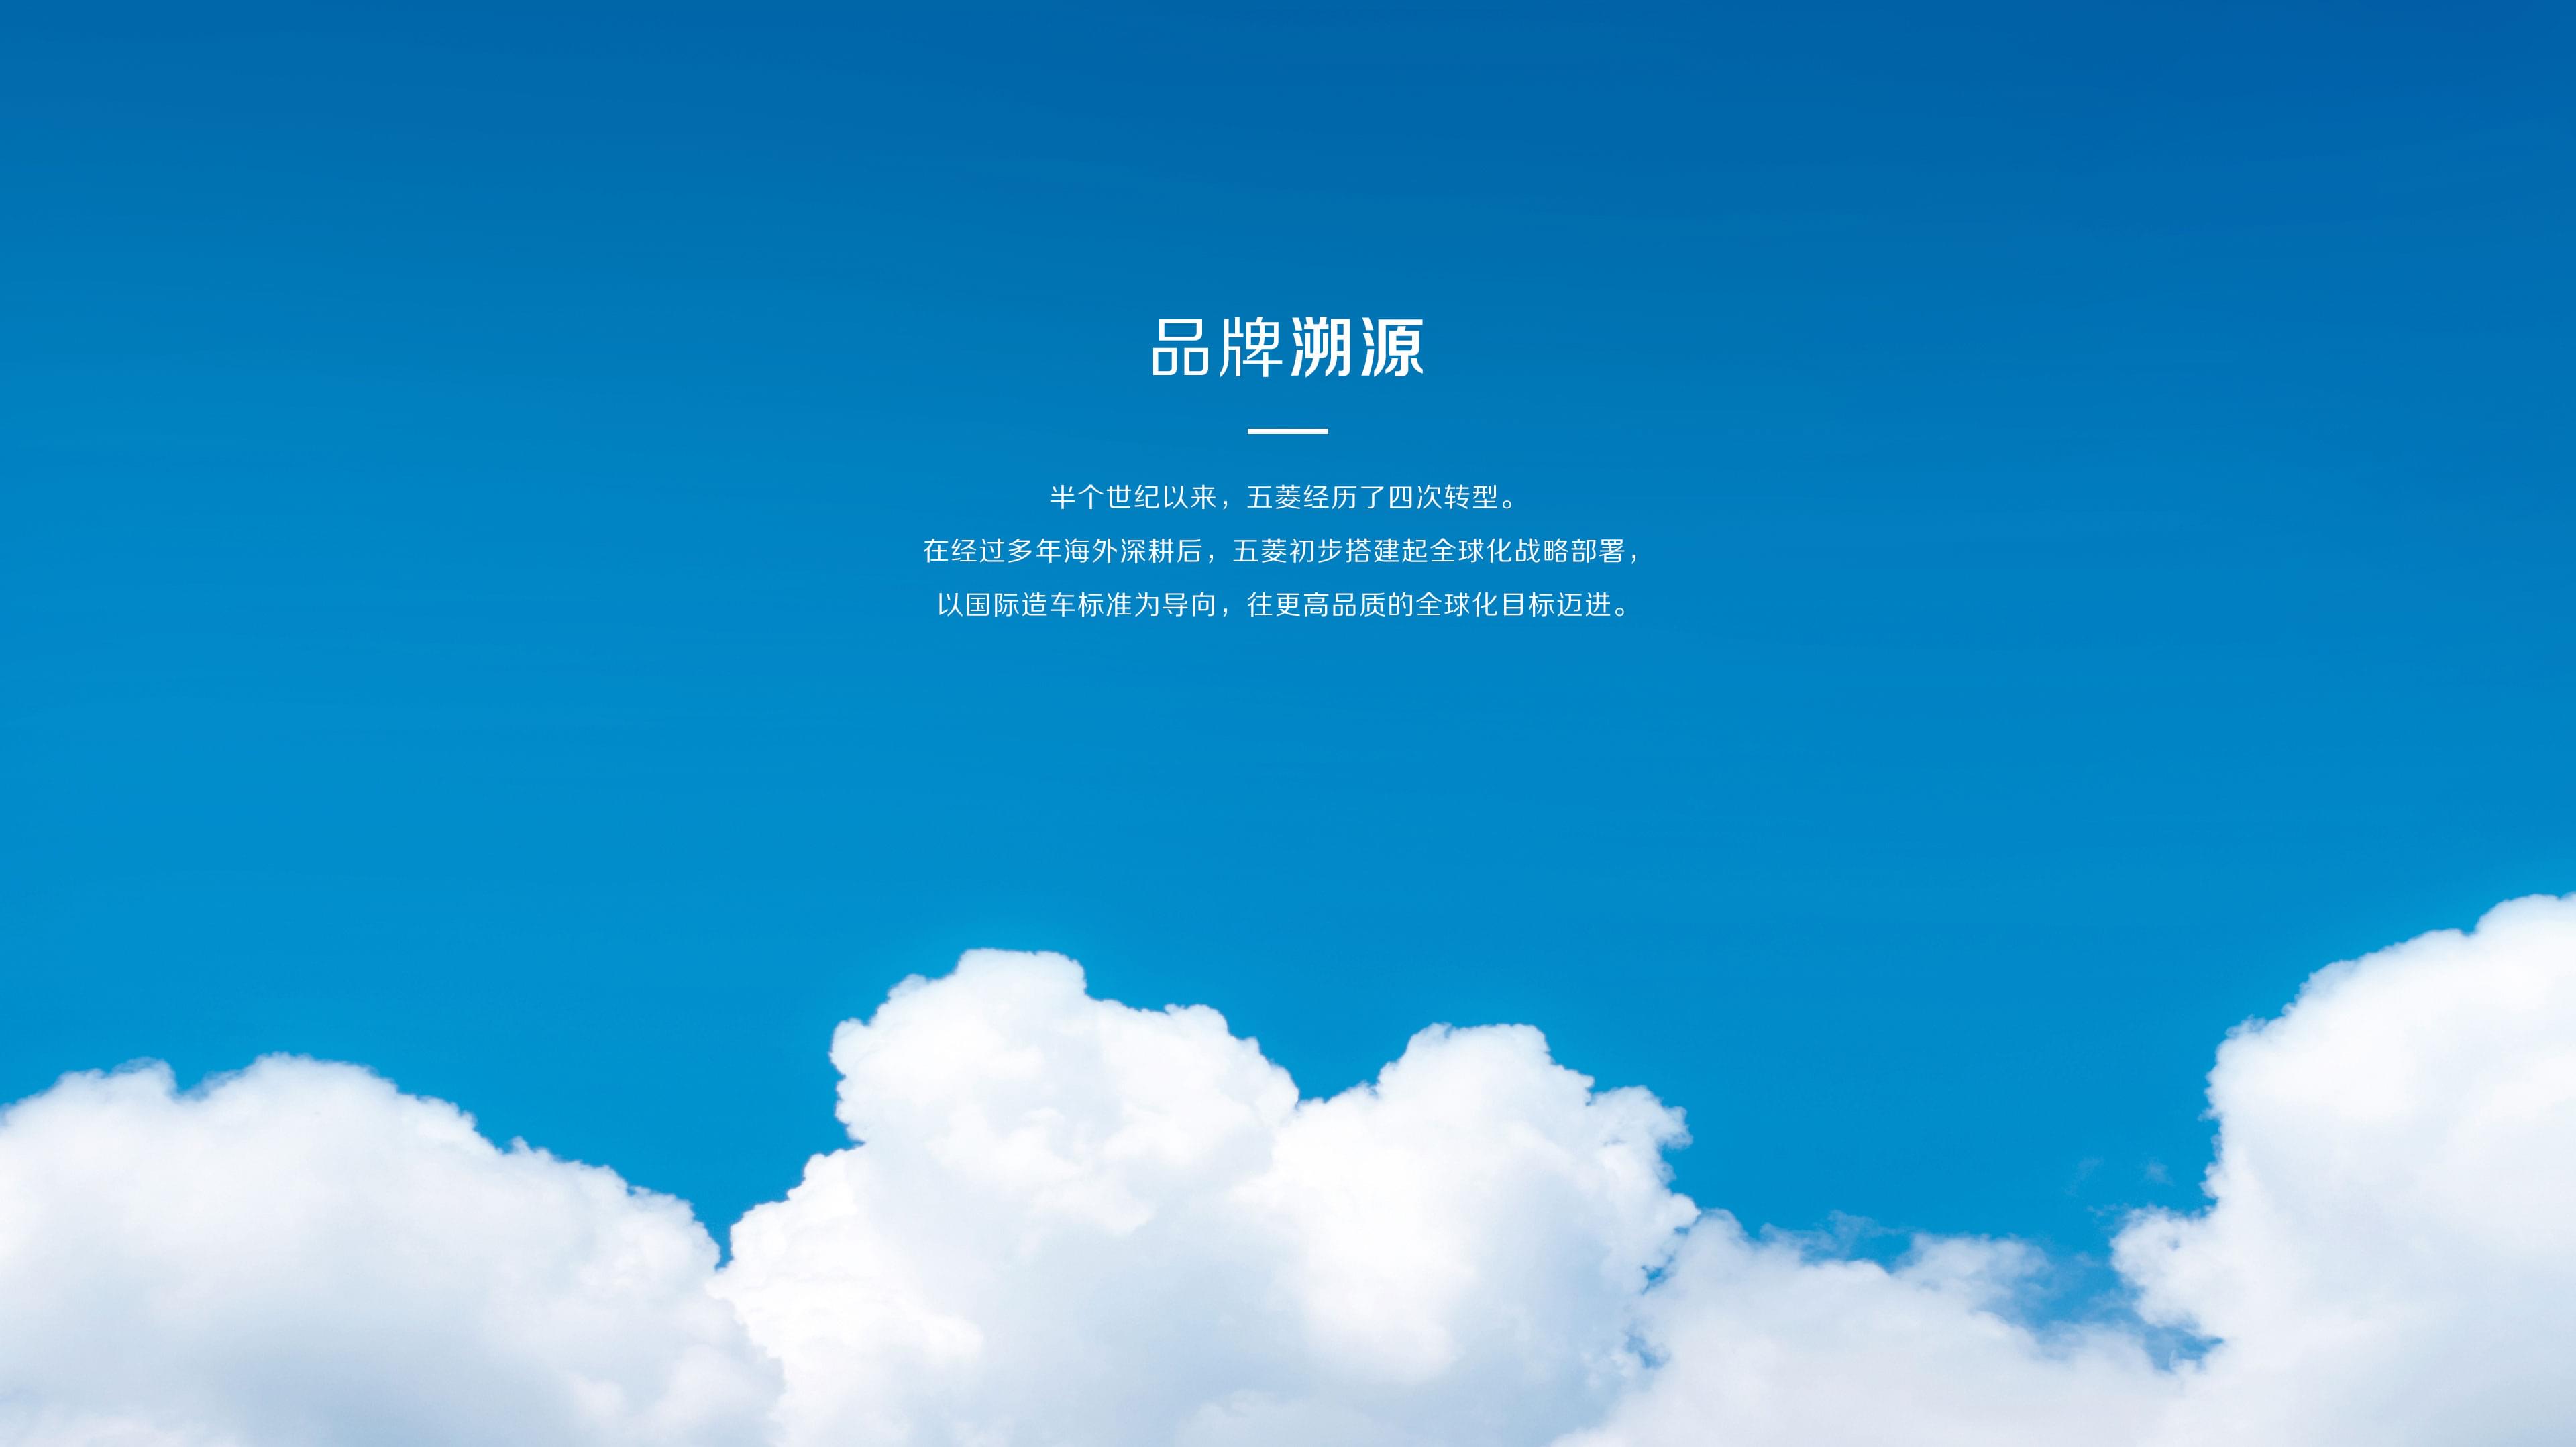 品牌溯源
半个世纪以来，五菱经历了四次转型。
在经过多年海外深耕后，五菱初步搭建起全球化战略部署，
以国际造车标准为导向，往更高品质的全球化目标迈进。